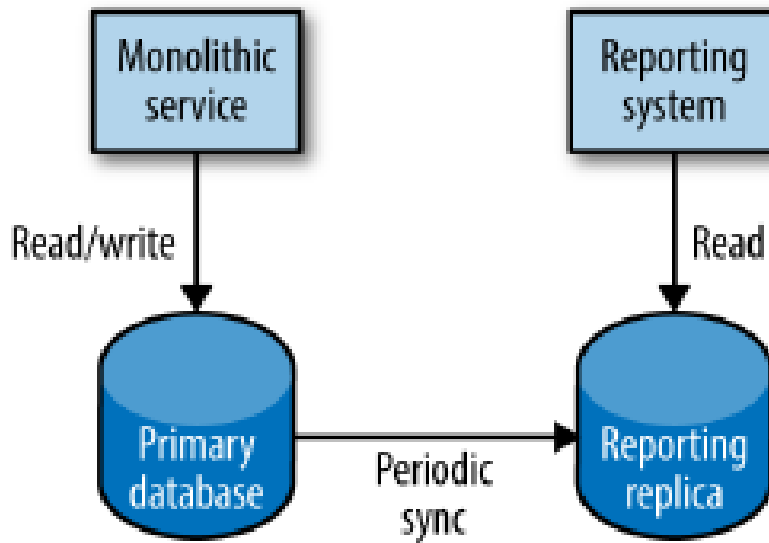 Monolithic
service
Reporting
system
Read/write
Read
Primary
database
Periodic
sync
Reporting
replica